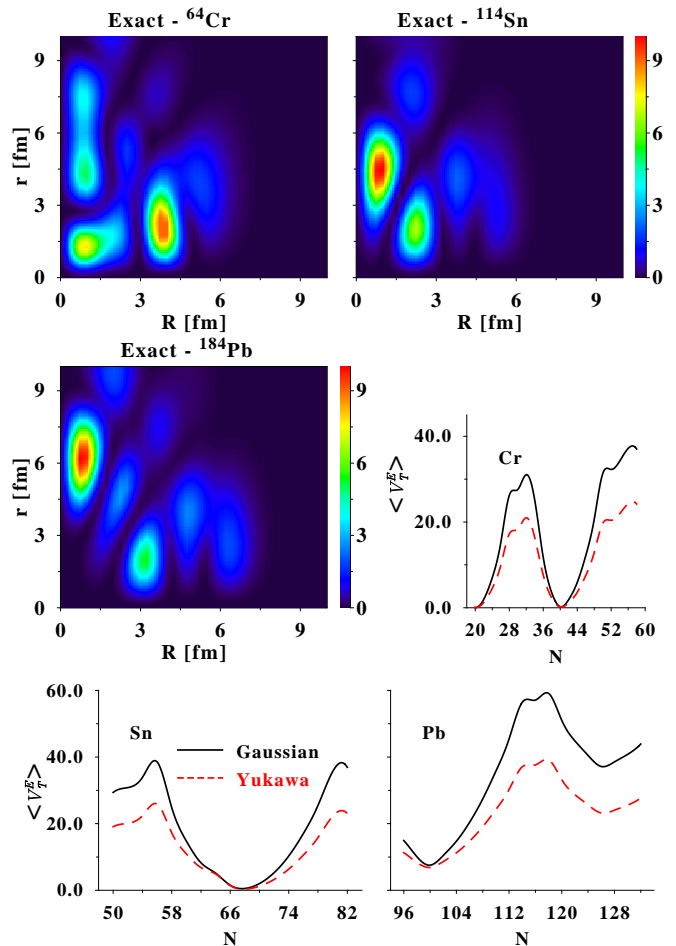 Exact - ⁶⁴Cr
Exact - ¹¹⁴Sn
r [fm]
9
6
3
0
0
3
6
9
R [fm]
0
3
6
9
R [fm]
9
6
3
0
Exact - ¹⁸⁴Pb
r [fm]
9
6
3
0
0
3
6
9
R [fm]
9
6
3
0
< V_T^E >
40.0
20.0
0.0
Cr
20
28
36
44
52
60
N
< V_T^E >
60.0
40.0
20.0
0.0
Sn
Gaussian
Yukawa
50
58
66
74
82
N
Pb
96
104
112
120
128
N